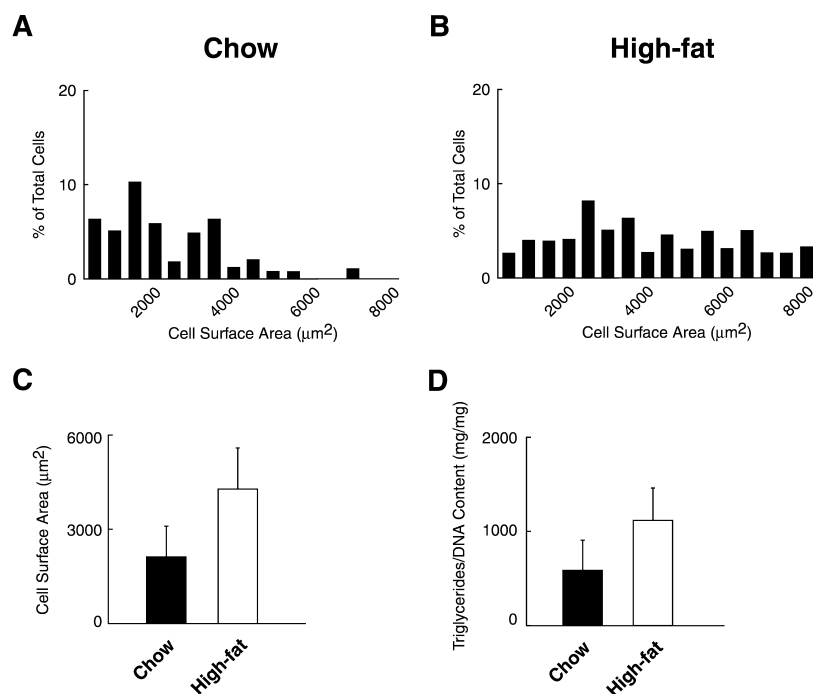 A
Chow
20
10
0
% of Total Cells
2000
4000
6000
8000
Cell Surface Area (μm2)
B
High-fat
20
10
0
% of Total Cells
2000
4000
6000
8000
Cell Surface Area (μm2)
C
6000
3000
0
Cell Surface Area (μm2)
Chow
High-fat
D
2000
1000
0
Triglycerides/DNA Content (mg/mg)
Chow
High-fat